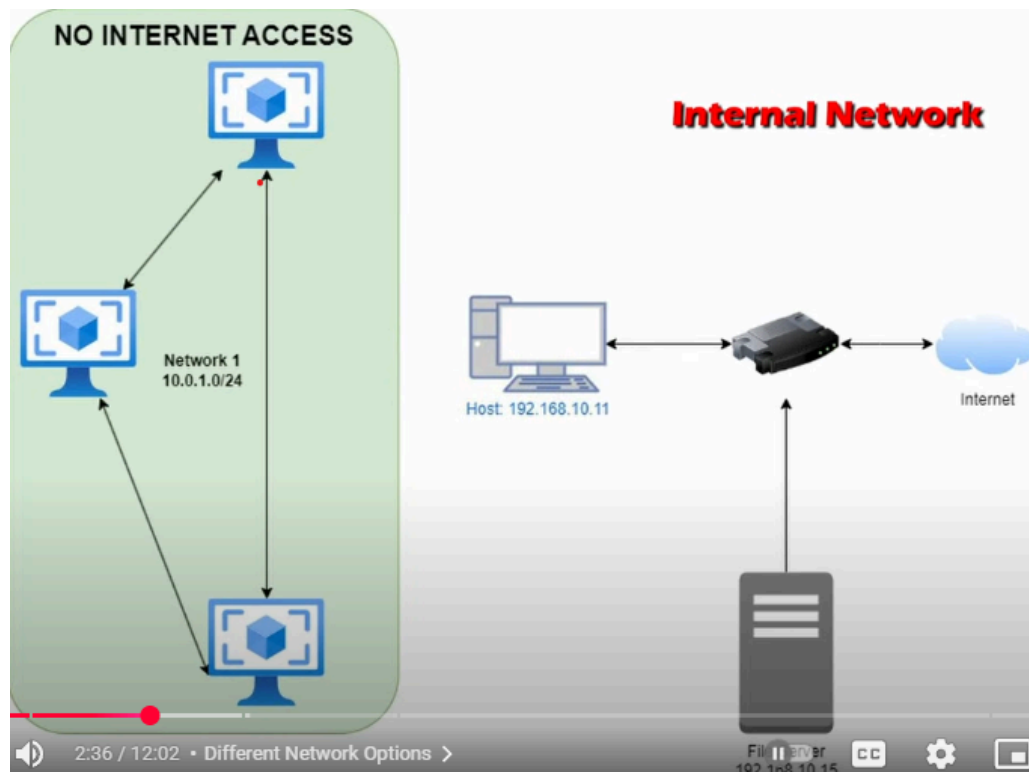 NO INTERNET ACCESS
Internal Network
Network 1
10.0.1.0/24
Host: 192.168.10.11
Internet
2:36 / 12:02 • Different Network Options >
CC